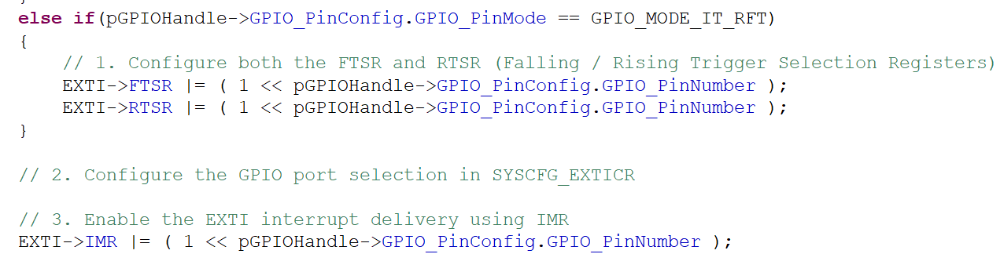 else if(pGPIOHandle->GPIO_PinConfig.GPIO_PinMode == GPIO_MODE_IT_RFT)
{
// 1. Configure both the FTSR and RTSR (Falling / Rising Trigger Selection Registers)
EXTI->FTSR |= ( 1 << pGPIOHandle->GPIO_PinConfig.GPIO_PinNumber );
EXTI->RTSR |= ( 1 << pGPIOHandle->GPIO_PinConfig.GPIO_PinNumber );
}
// 2. Configure the GPIO port selection in SYSCFG_EXTICR
// 3. Enable the EXTI interrupt delivery using IMR
EXTI->IMR |= ( 1 << pGPIOHandle->GPIO_PinConfig.GPIO_PinNumber );